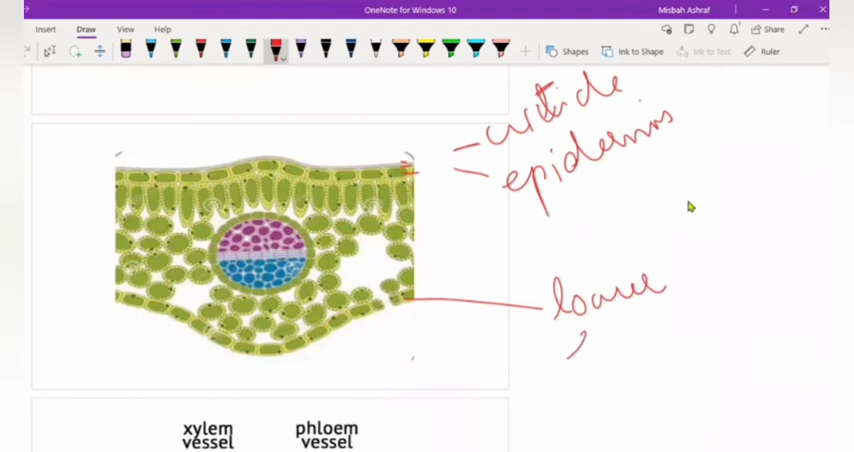 OneNote for Windows 10
Misbah Ashraf
Insert Draw View Help
Share
Shapes Ink to Shape Ink to Text Ruler
cuticle
epidermis
lower
xylem phloem
vessel vessel